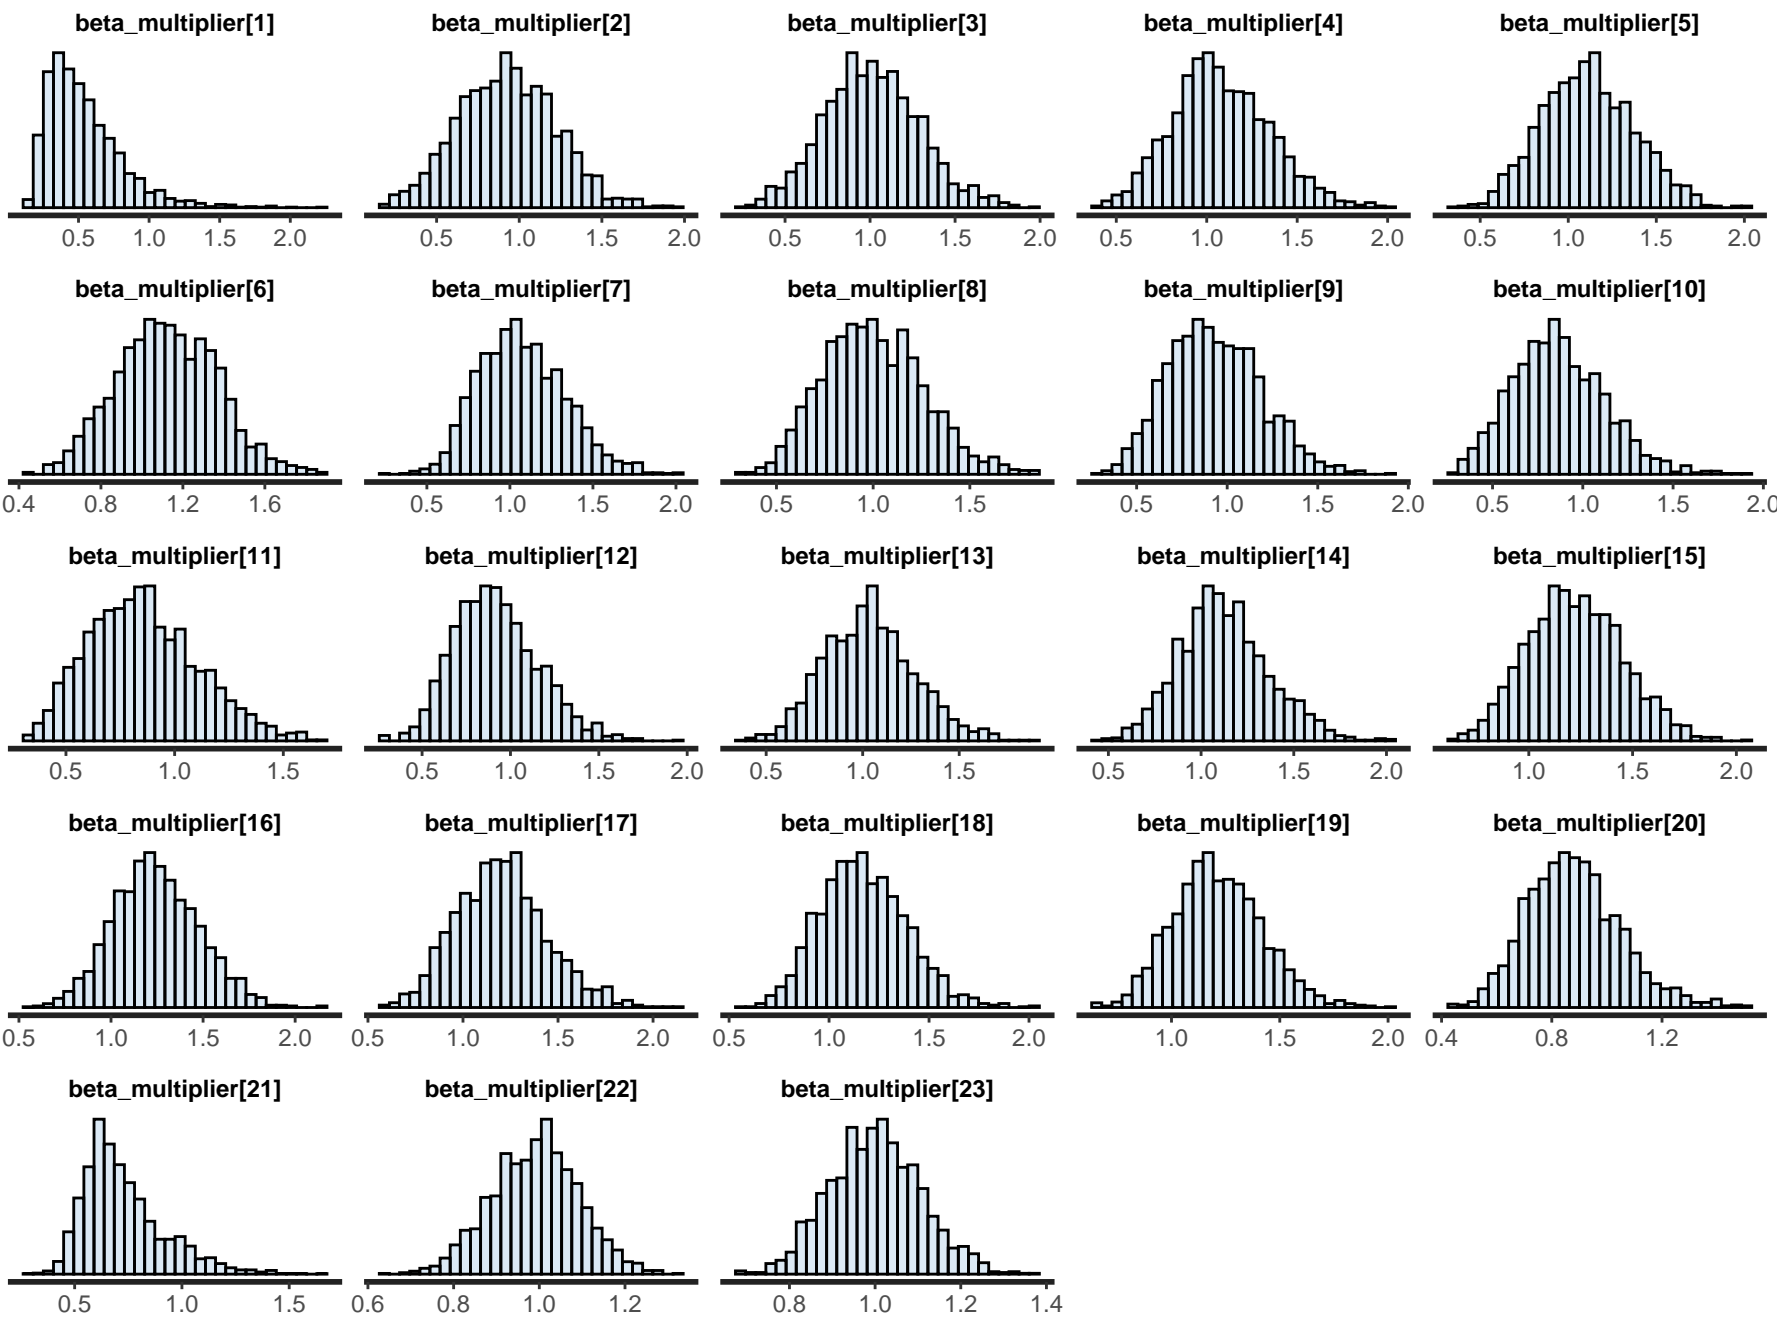 beta_multiplier[1] beta_multiplier[2] beta_multiplier[3] beta_multiplier[4] beta_multiplier[5]
0.5 1.0 1.5 2.0 0.5 1.0 1.5 2.0 0.5 1.0 1.5 2.0 0.5 1.0 1.5 2.0 0.5 1.0 1.5 2.0
beta_multiplier[6] beta_multiplier[7] beta_multiplier[8] beta_multiplier[9] beta_multiplier[10]
0.4 0.8 1.2 1.6 0.5 1.0 1.5 2.0 0.5 1.0 1.5 0.5 1.0 1.5 2.0 0.5 1.0 1.5 2.0
beta_multiplier[11] beta_multiplier[12] beta_multiplier[13] beta_multiplier[14] beta_multiplier[15]
0.5 1.0 1.5 0.5 1.0 1.5 2.0 0.5 1.0 1.5 0.5 1.0 1.5 2.0 1.0 1.5 2.0
beta_multiplier[16] beta_multiplier[17] beta_multiplier[18] beta_multiplier[19] beta_multiplier[20]
0.5 1.0 1.5 2.0 0.5 1.0 1.5 2.0 0.5 1.0 1.5 2.0 1.0 1.5 2.0 0.4 0.8 1.2
beta_multiplier[21] beta_multiplier[22] beta_multiplier[23]
0.5 1.0 1.5 0.6 0.8 1.0 1.2 0.8 1.0 1.2 1.4